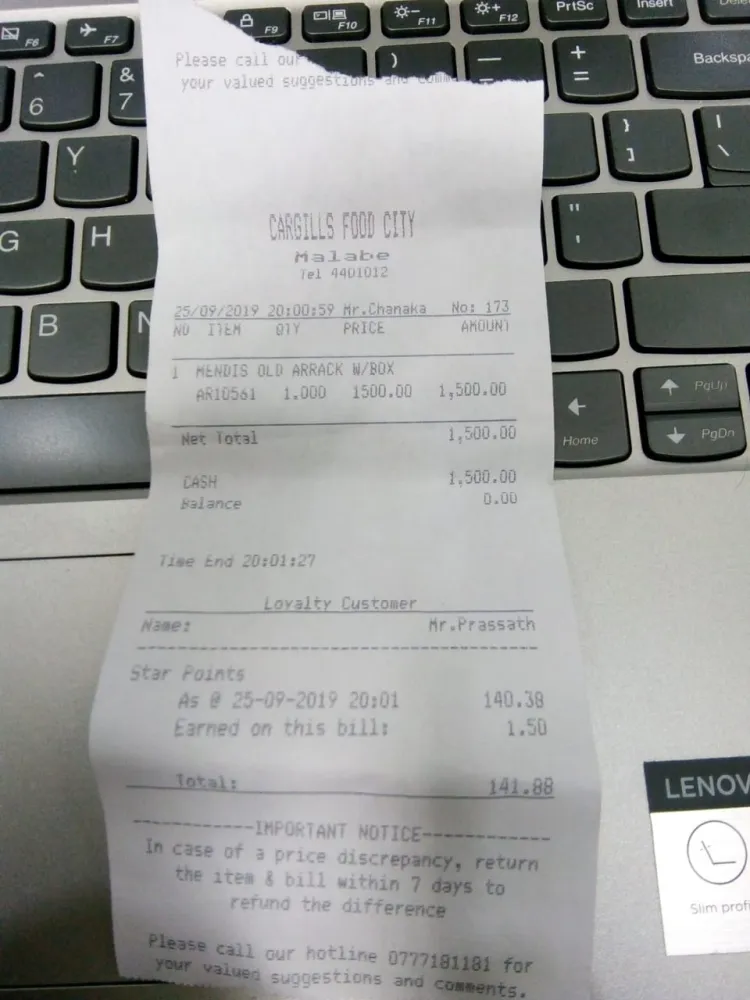 F6
F7
F9
F10
F11
F12
PrtSc
Insert
Please call our
your valued suggestions and
^
6
&
7
)
—
-
+
=
Backspa
Y
}
]
|
\
G
H
"
'
B
N
PgUp
Home
PgDn
CARGILLS FOOD CITY
Malabe
Tel 4401012
25/09/2019 20:00:59 Mr.Chanaka No: 173
NO ITEM QTY PRICE AMOUNT
1 MENDIS OLD ARRACK W/BOX
AR10561 1.000 1500.00 1,500.00
Net Total 1,500.00
CASH 1,500.00
Balance 0.00
Time End 20:01:27
Loyalty Customer
Name: Mr.Prassath
Star Points
As @ 25-09-2019 20:01 140.38
Earned on this bill: 1.50
Total: 141.88
------------IMPORTANT NOTICE------------
In case of a price discrepancy, return
the item & bill within 7 days to
refund the difference
Please call our hotline 0777181181 for
your valued suggestions and comments.
LENOV
Slim profi